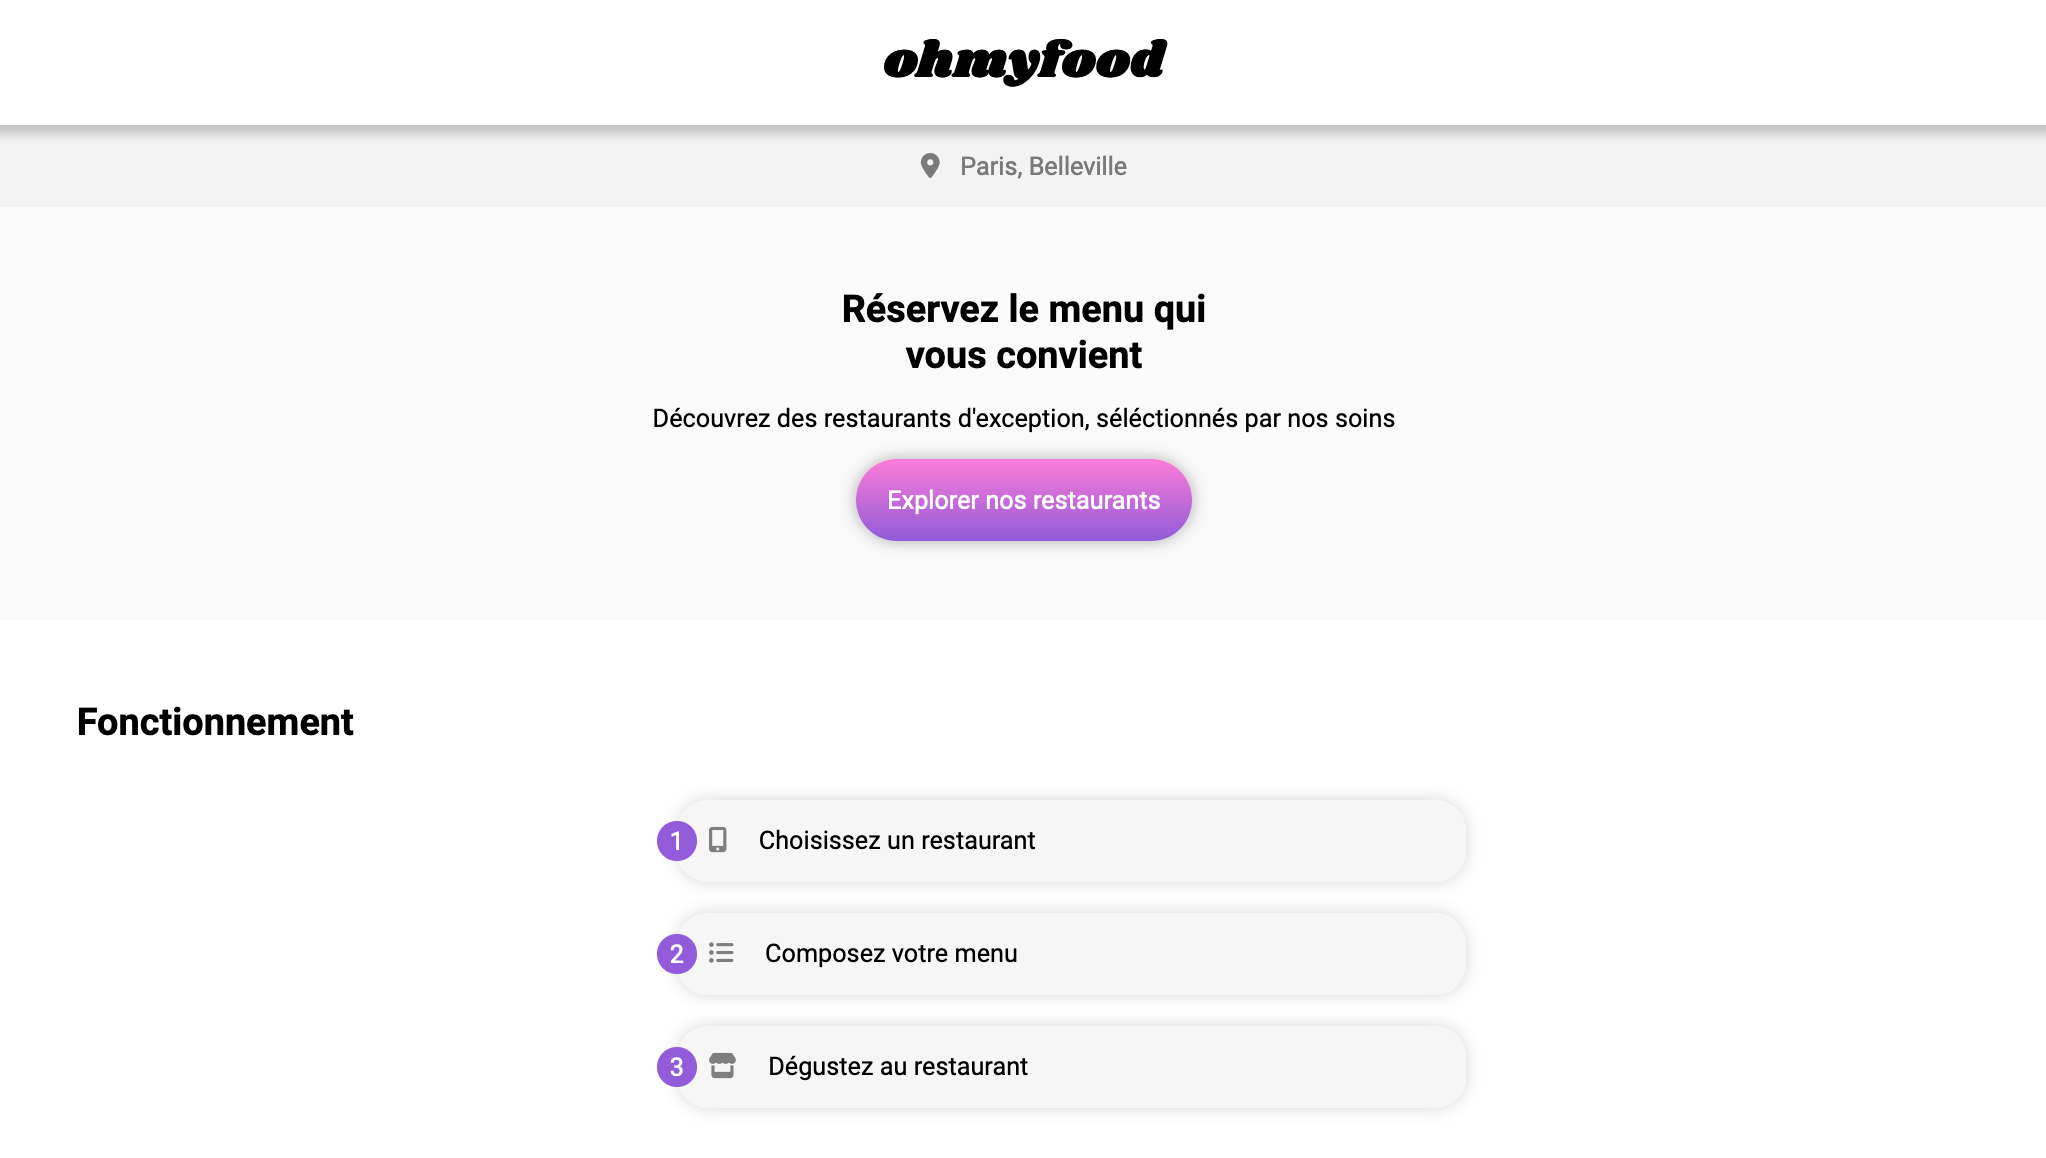 ohmyfood
Paris, Belleville
Réservez le menu qui
vous convient
Découvrez des restaurants d'exception, séléctionnés par nos soins
Explorer nos restaurants
Fonctionnement
1 Choisissez un restaurant
2 Composez votre menu
3 Dégustez au restaurant